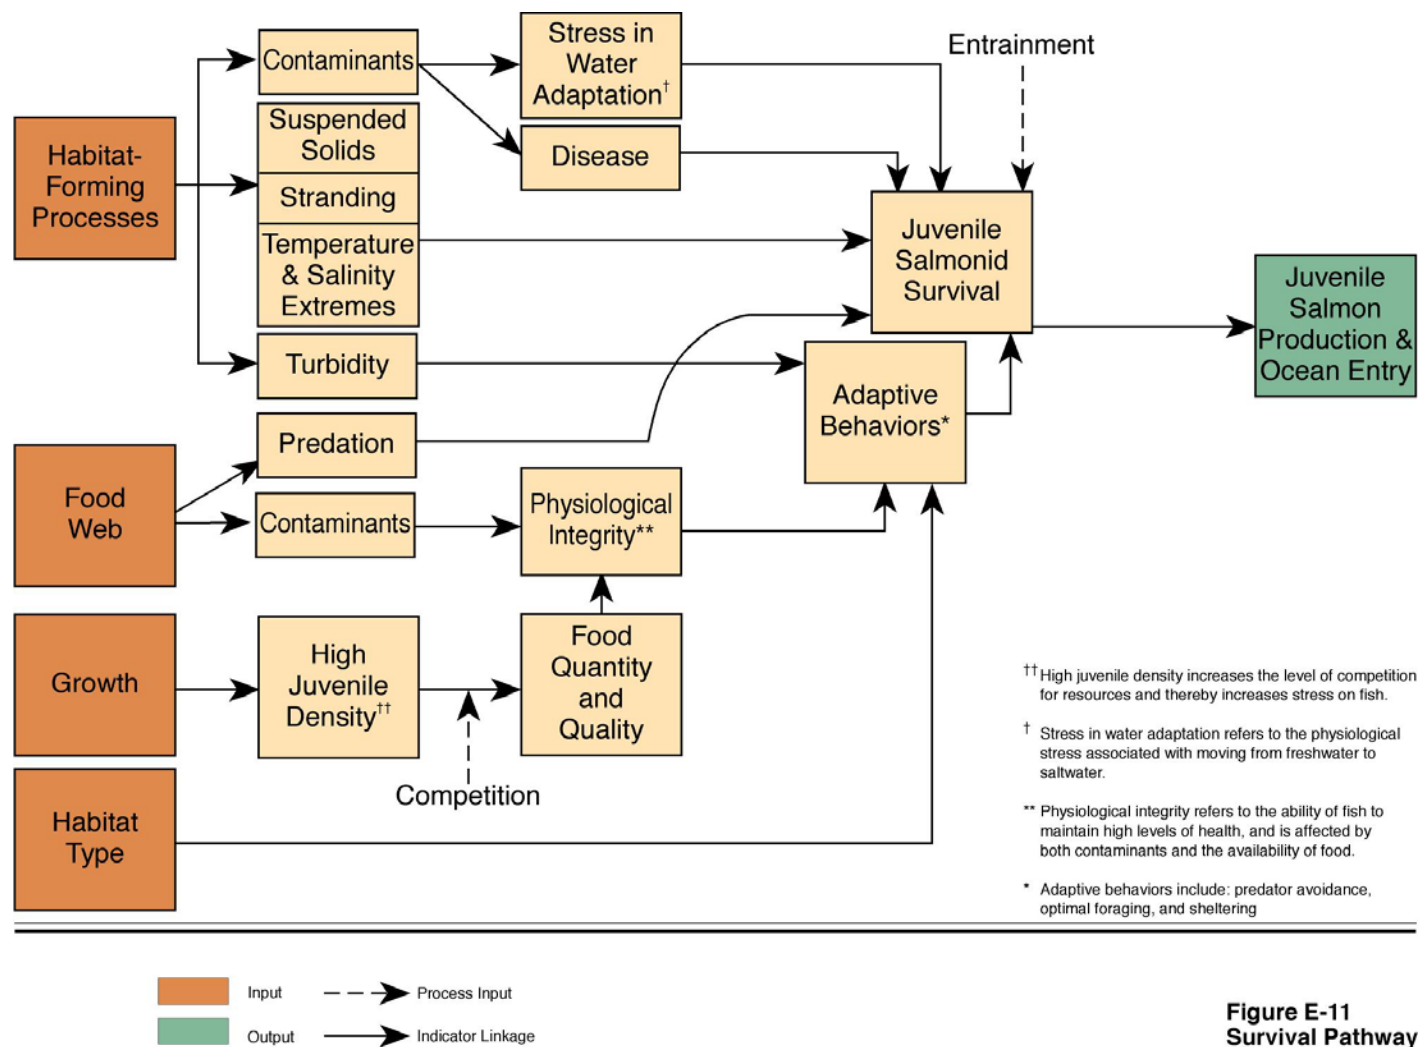 Contaminants
Stress in
Water
Adaptation†
Entrainment
Suspended
Solids
Disease
Habitat-
Forming
Processes
Stranding
Juvenile
Salmonid
Survival
Temperature
& Salinity
Extremes
Juvenile
Salmon
Production &
Ocean Entry
Turbidity
Adaptive
Behaviors*
Predation
Food
Web
Physiological
Integrity**
Contaminants
Growth
High
Juvenile
Density††
Food
Quantity
and
Quality
Competition
Habitat
Type
†† High juvenile density increases the level of competition
for resources and thereby increases stress on fish.
† Stress in water adaptation refers to the physiological
stress associated with moving from freshwater to
saltwater.
** Physiological integrity refers to the ability of fish to
maintain high levels of health, and is affected by
both contaminants and the availability of food.
* Adaptive behaviors include: predator avoidance,
optimal foraging, and sheltering
Input
Process Input
Output
Indicator Linkage
Figure E-11
Survival Pathway